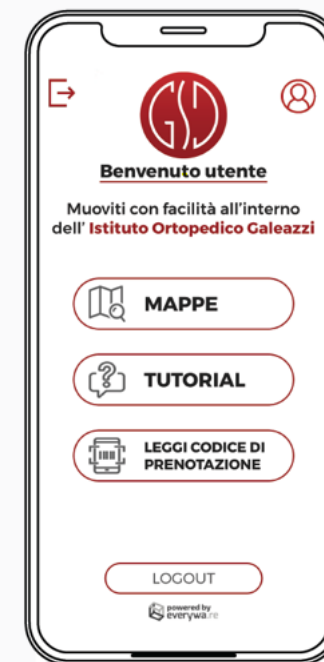 GSD
Benvenuto utente
Muoviti con facilità all'interno
dell' Istituto Ortopedico Galeazzi
MAPPE
TUTORIAL
LEGGI CODICE DI
PRENOTAZIONE
LOGOUT
powered by
everywa.re